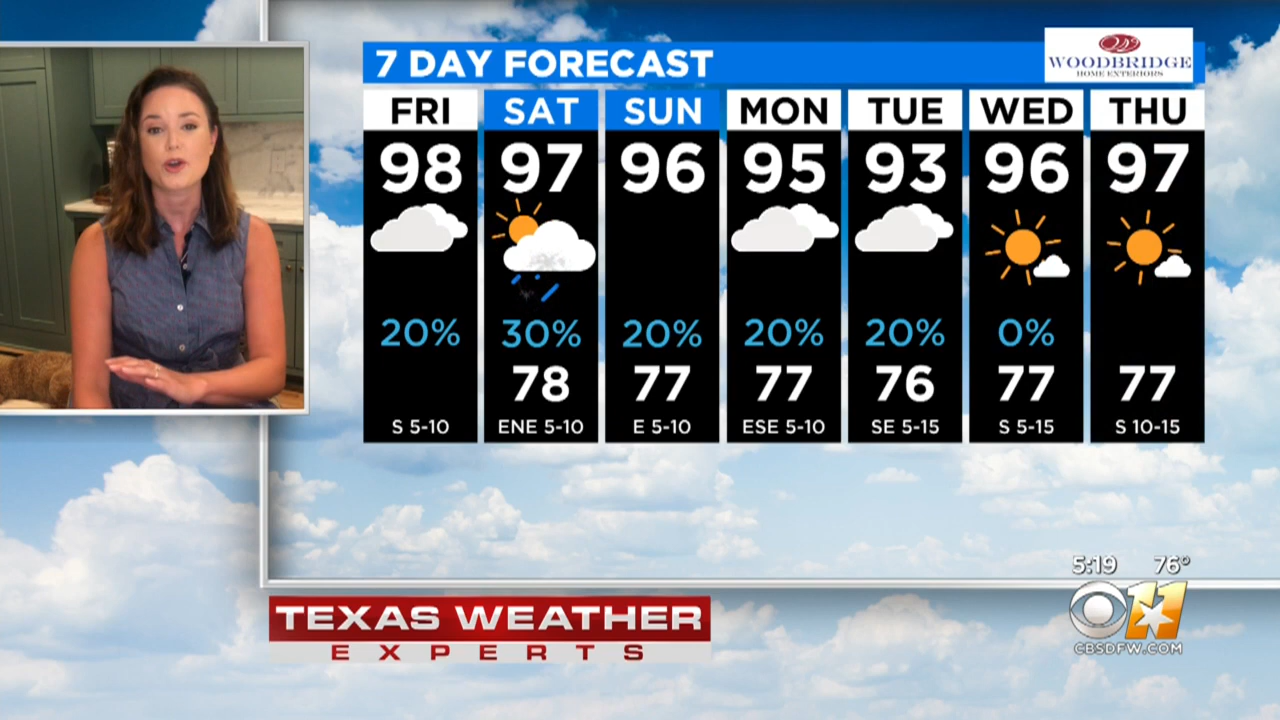 7 DAY FORECAST
WOODBRIDGE
HOME EXTERIORS
FRI SAT SUN MON TUE WED THU
98 97 96 95 93 96 97
20% 30% 20% 20% 20% 0%
78 77 77 76 77 77
S 5-10 ENE 5-10 E 5-10 ESE 5-10 SE 5-15 S 5-15 S 10-15
5:19 76°
11
CBSDFW.COM
TEXAS WEATHER
EXPERTS